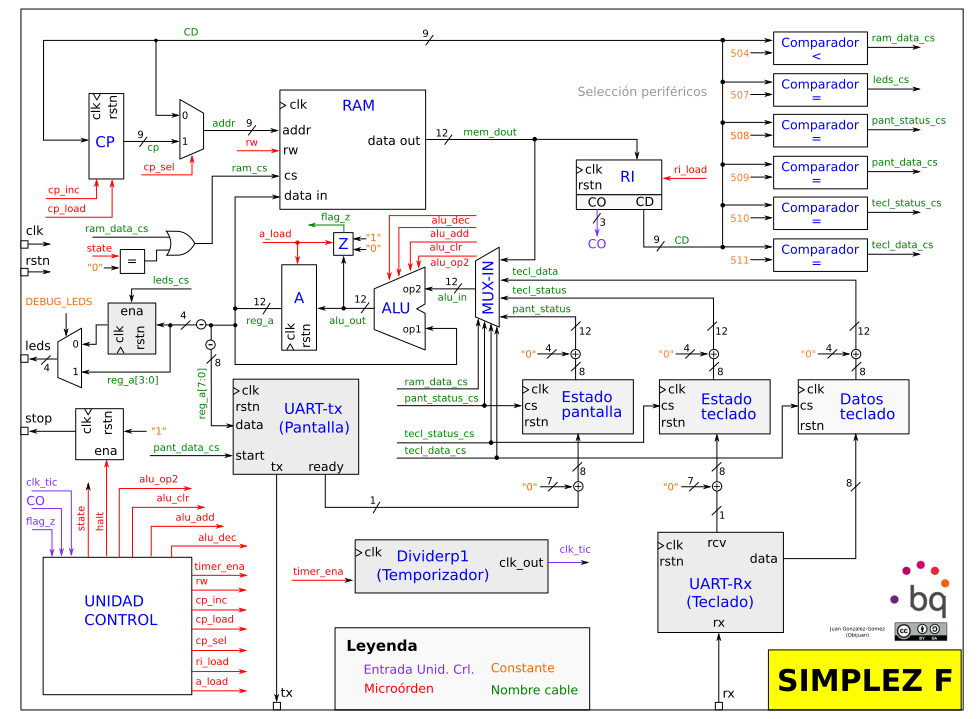 CD
9
ram_data_cs
Comparador
<
504
leds_cs
Comparador
=
507
Selección periféricos
pant_status_cs
Comparador
=
508
pant_data_cs
Comparador
=
509
tecl_status_cs
Comparador
=
510
tecl_data_cs
Comparador
=
511
clk
rstn
CP
9
cp
0
1
addr
9
cp_sel
cp_inc
cp_load
rw
ram_cs
clk
RAM
addr
rw
cs
data in
data out
12
mem_dout
clk
rstn
RI
ri_load
CO
CD
3
CO
9
CD
clk
rstn
ram_data_cs
state
"0"
=
flag_z
a_load
Z
"1"
"0"
alu_dec
alu_add
alu_clr
alu_op2
12
reg_a
A
clk
rstn
12
alu_out
ALU
op2
op1
12
alu_in
MUX-IN
tecl_data
tecl_status
pant_status
12
12
12
"0"
4
8
"0"
4
8
"0"
4
8
leds_cs
DEBUG_LEDS
ena
clk
rstn
4
leds
4
0
1
reg_a[3:0]
8
reg_a[7:0]
clk
rstn
data
start
UART-tx
(Pantalla)
tx
ready
ram_data_cs
pant_status_cs
tecl_status_cs
tecl_data_cs
clk
cs
rstn
Estado
pantalla
clk
cs
rstn
Estado
teclado
clk
cs
rstn
Datos
teclado
stop
clk
rstn
ena
"1"
pant_data_cs
1
"0"
7
8
"0"
7
8
1
8
clk_tic
CO
flag_z
state
halt
alu_op2
alu_clr
alu_add
alu_dec
timer_ena
rw
cp_inc
cp_load
cp_sel
ri_load
a_load
UNIDAD
CONTROL
timer_ena
clk
Dividerp1
(Temporizador)
clk_out
clk_tic
clk
rstn
rcv
data
UART-Rx
(Teclado)
rx
tx
rx
Leyenda
Entrada Unid. Crl.
Constante
Microórden
Nombre cable
bq
Juan Gonzalez-Gomez
(Obijuan)
cc
BY
SA
SIMPLEZ F